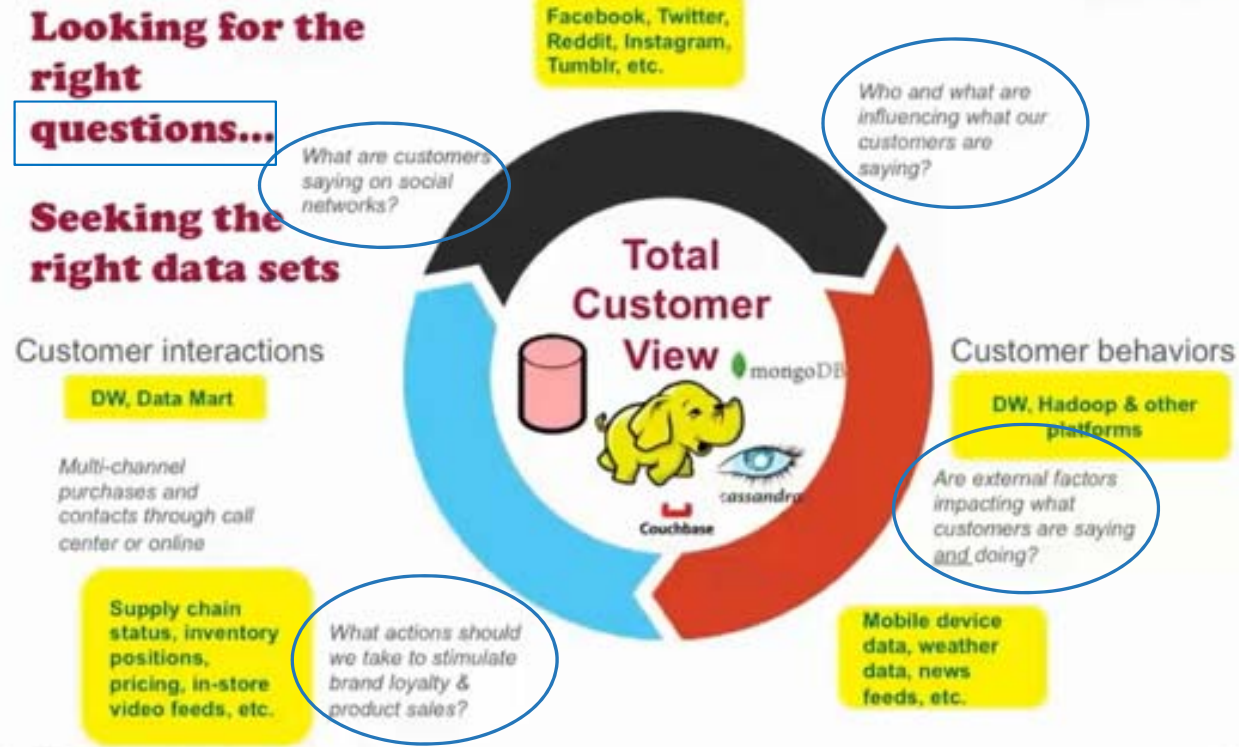 Looking for the
right
questions...
Seeking the
right data sets
Facebook, Twitter,
Reddit, Instagram,
Tumblr, etc.
What are customers
saying on social
networks?
Who and what are
influencing what our
customers are
saying?
Total
Customer
View
mongoDB
cassandra
Couchbase
Customer interactions
DW, Data Mart
Multi-channel
purchases and
contacts through call
center or online
Supply chain
status, inventory
positions,
pricing, in-store
video feeds, etc.
What actions should
we take to stimulate
brand loyalty &
product sales?
Customer behaviors
DW, Hadoop & other
platforms
Are external factors
impacting what
customers are saying
and doing?
Mobile device
data, weather
data, news
feeds, etc.